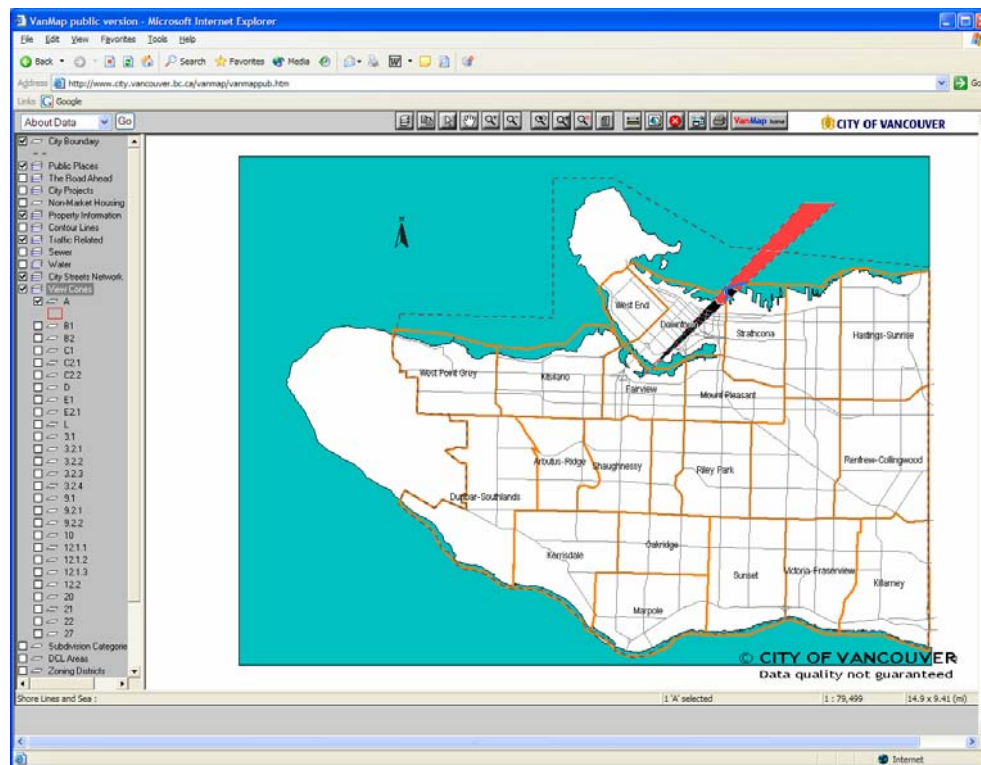 VanMap public version - Microsoft Internet Explorer
File Edit View Favorites Tools Help
Back Search Favorites Media
Address http://www.city.vancouver.bc.ca/vanmap/vanmappub.htm Go
Links Google
About Data Go VanMap home CITY OF VANCOUVER
City Boundary
Public Places
The Road Ahead
City Projects
Non-Market Housing
Property Information
Contour Lines
Traffic Related
Sewer
Water
City Streets Network
View Cones
A
B1
B2
C1
C2.1
C2.2
D
E1
E2.1
L
3.1
3.2.1
3.2.2
3.2.3
3.2.4
9.1
9.2.1
9.2.2
10
12.1.1
12.1.2
12.1.3
12.2
20
21
22
27
Subdivision Categorie
DCL Areas
Zoning Districts
N
West End
Downtown
Strathcona
Hastings-Sunrise
West Point Grey
Kitsilano
Fairview
Mount Pleasant
Arbutus-Ridge
Shaughnessy
Riley Park
Renfrew-Collingwood
Dunbar-Southlands
Kerrisdale
Oakridge
Sunset
Victoria-Fraserview
Killarney
Marpole
© CITY OF VANCOUVER
Data quality not guaranteed
Shore Lines and Sea : 1 'A' selected 1 : 79,499 14.9 x 9.41 (mi)
Internet